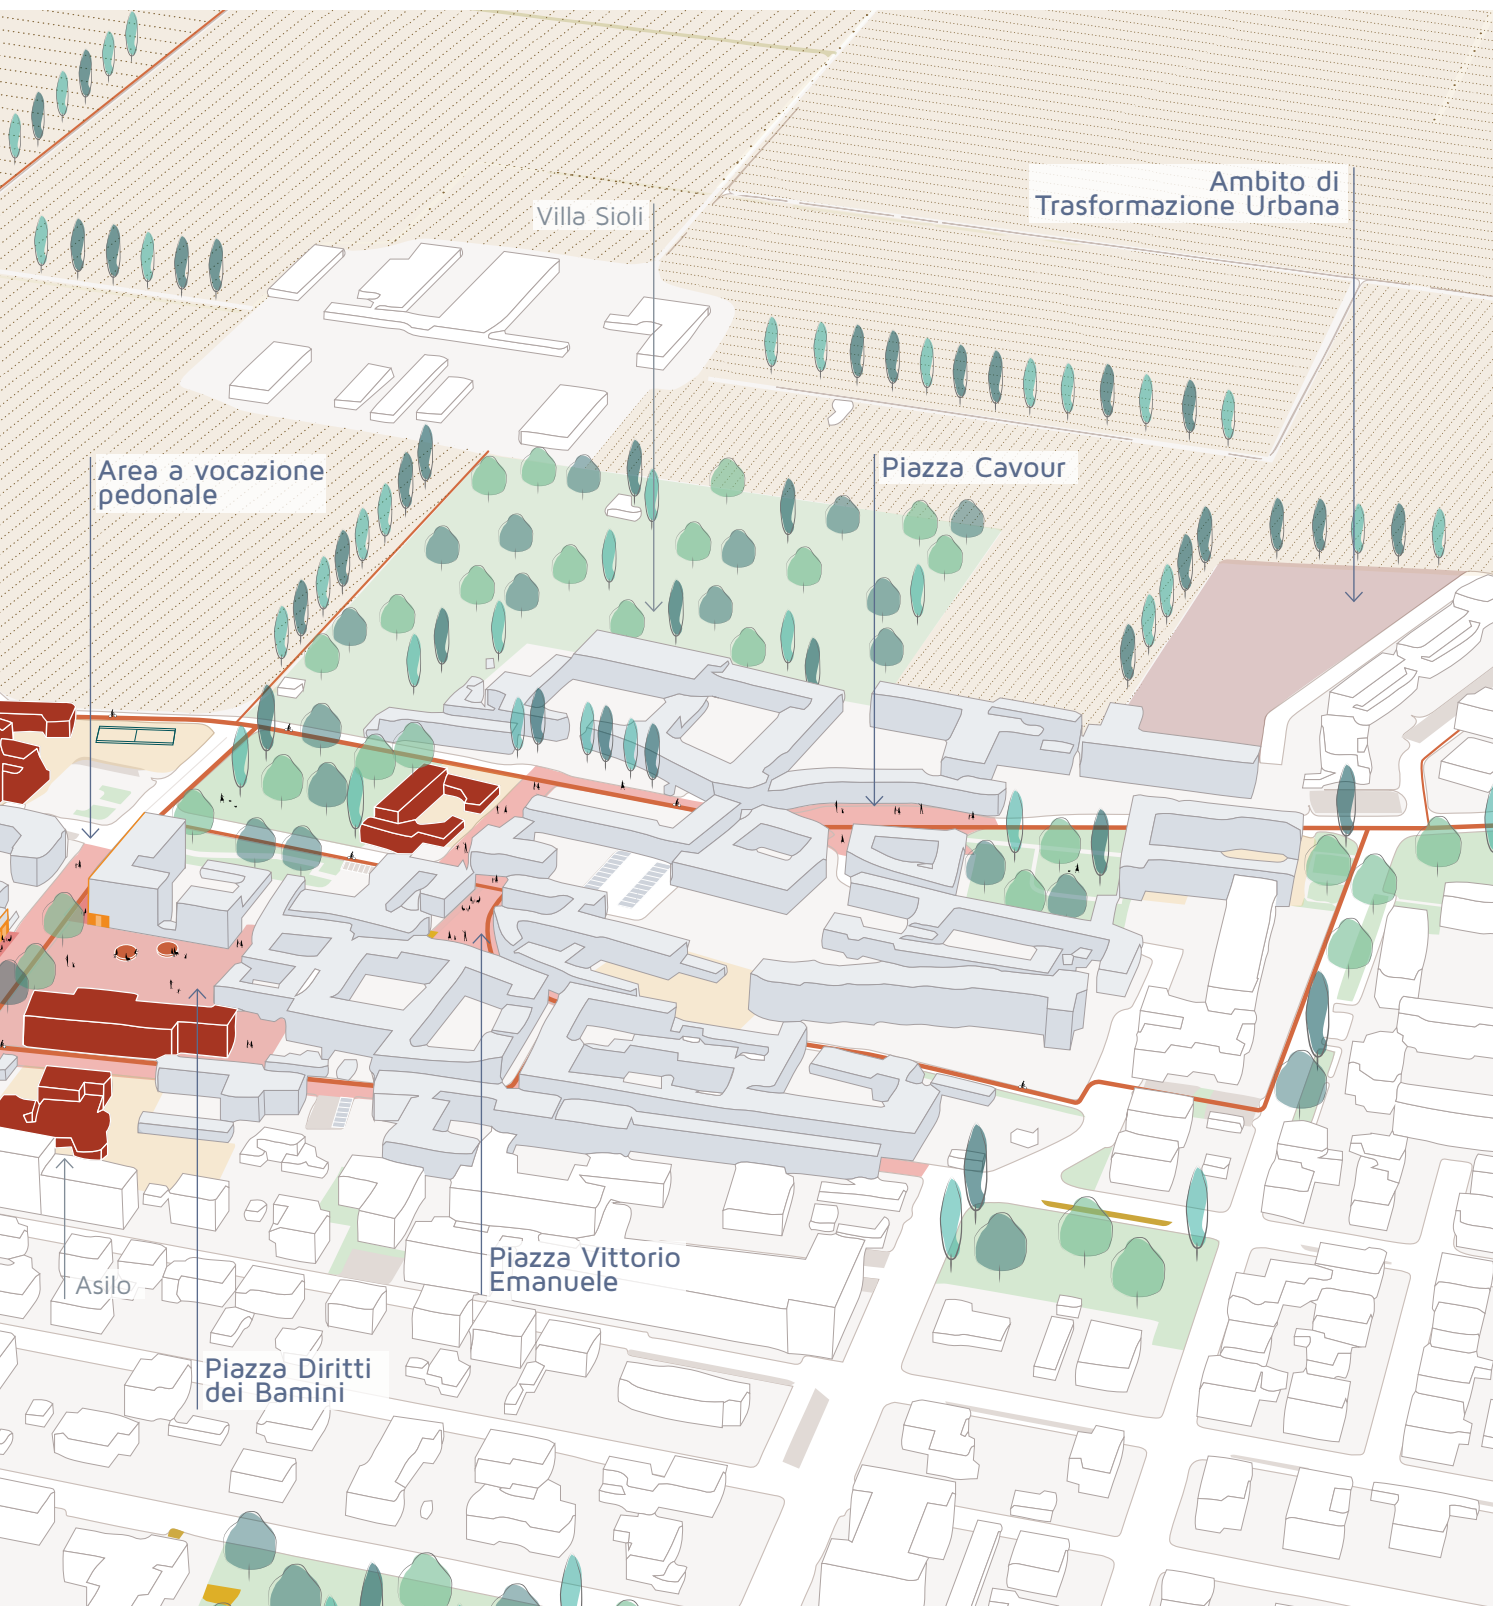 Ambito di
Trasformazione Urbana
Villa Sioli
Area a vocazione
pedonale
Piazza Cavour
Piazza Vittorio
Emanuele
Asilo
Piazza Diritti
dei Bamini